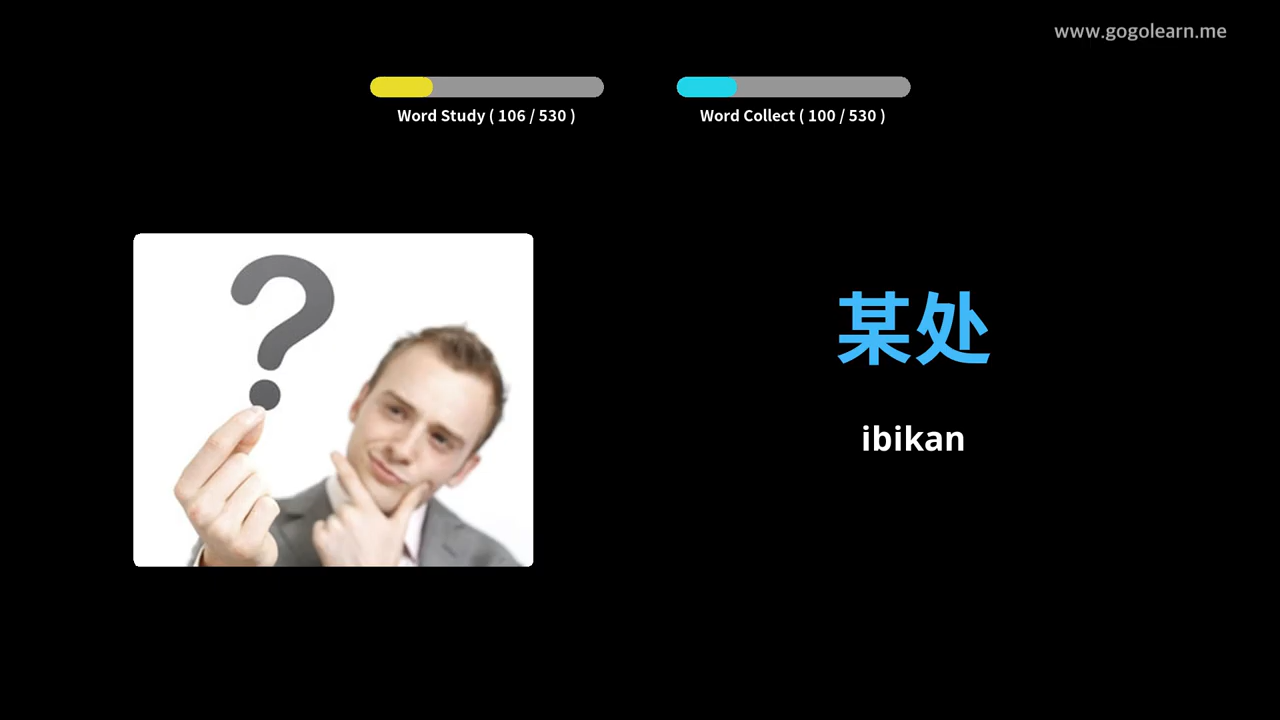 www.gogolearn.me
Word Study ( 106 / 530 )
Word Collect ( 100 / 530 )
?
某处
ibikan